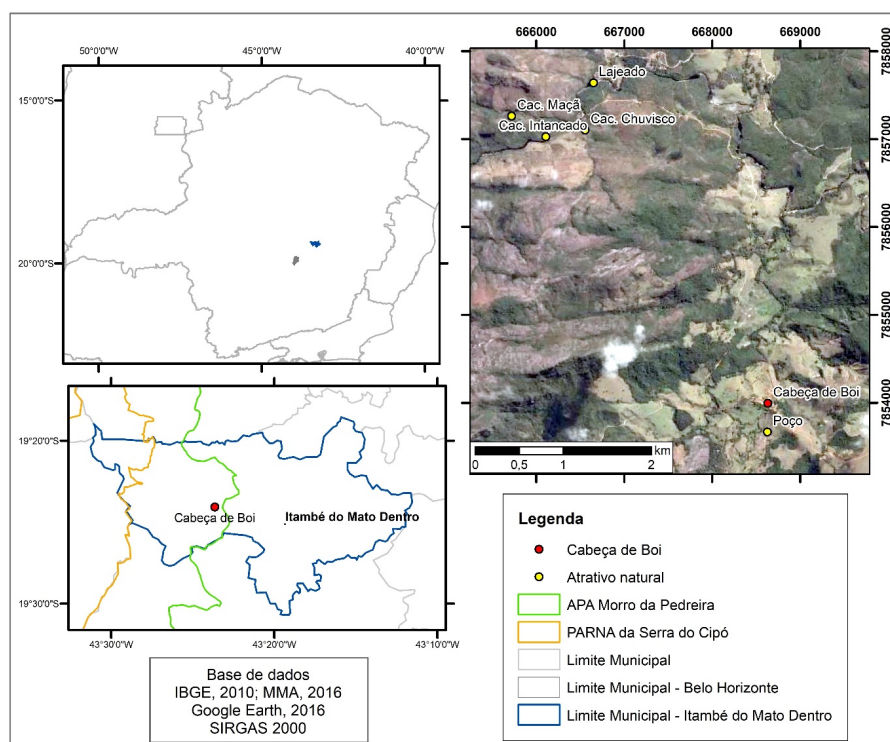 50°0'0"O
45°0'0"O
40°0'0"O
15°0'0"S
20°0'0"S
666000
667000
668000
669000
7858000
7857000
7856000
7855000
7854000
Lajeado
Cac. Maçã
Cac. Intancado
Cac. Chuvisco
Cabeça de Boi
Poço
km
0
0,5
1
2
19°20'0"S
19°30'0"S
Cabeça de Boi
Itambé do Mato Dentro
43°30'0"O
43°20'0"O
43°10'0"O
Base de dados
IBGE, 2010; MMA, 2016
Google Earth, 2016
SIRGAS 2000
Legenda
Cabeça de Boi
Atrativo natural
APA Morro da Pedreira
PARNA da Serra do Cipó
Limite Municipal
Limite Municipal - Belo Horizonte
Limite Municipal - Itambé do Mato Dentro